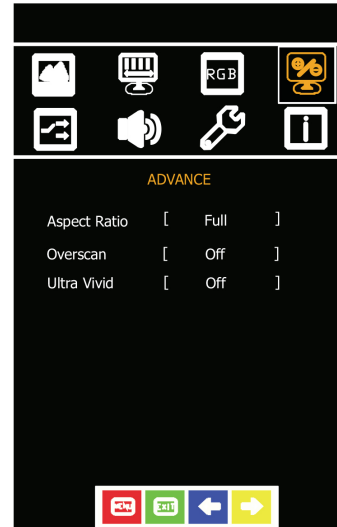 RGB
ADVANCE
Aspect Ratio [ Full ]
Overscan [ Off ]
Ultra Vivid [ Off ]
EXIT